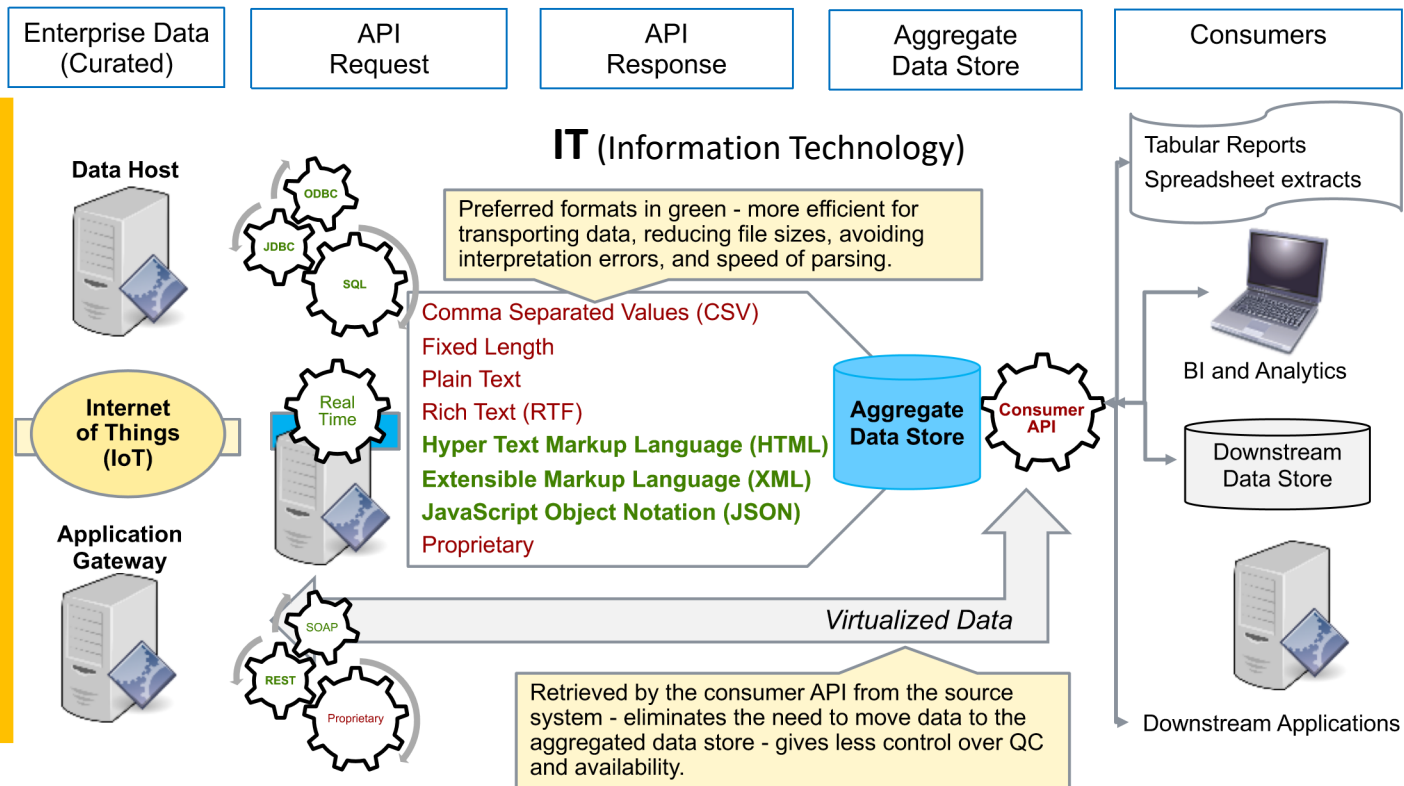 Enterprise Data
(Curated)
API
Request
API
Response
Aggregate
Data Store
Consumers
IT (Information Technology)
Data Host
ODBC
JDBC
SQL
Preferred formats in green - more efficient for
transporting data, reducing file sizes, avoiding
interpretation errors, and speed of parsing.
Tabular Reports
Spreadsheet extracts
Comma Separated Values (CSV)
Fixed Length
Plain Text
Rich Text (RTF)
Hyper Text Markup Language (HTML)
Extensible Markup Language (XML)
JavaScript Object Notation (JSON)
Proprietary
BI and Analytics
Internet
of Things
(IoT)
Real
Time
Aggregate
Data Store
Consumer
API
Downstream
Data Store
Application
Gateway
SOAP
REST
Proprietary
Virtualized Data
Retrieved by the consumer API from the source
system - eliminates the need to move data to the
aggregated data store - gives less control over QC
and availability.
Downstream Applications